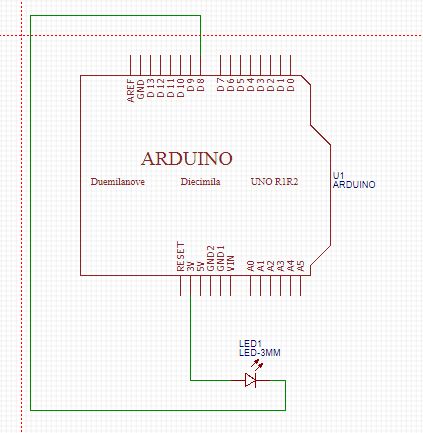 AREF
GND
D13
D12
D11
D10
D9
D8
D7
D6
D5
D4
D3
D2
D1
D0
ARDUINO
Duemilanove Diecimila UNO R1R2
U1
ARDUINO
RESET
3V
5V
GND2
GND1
VIN
A0
A1
A2
A3
A4
A5
LED1
LED-3MM